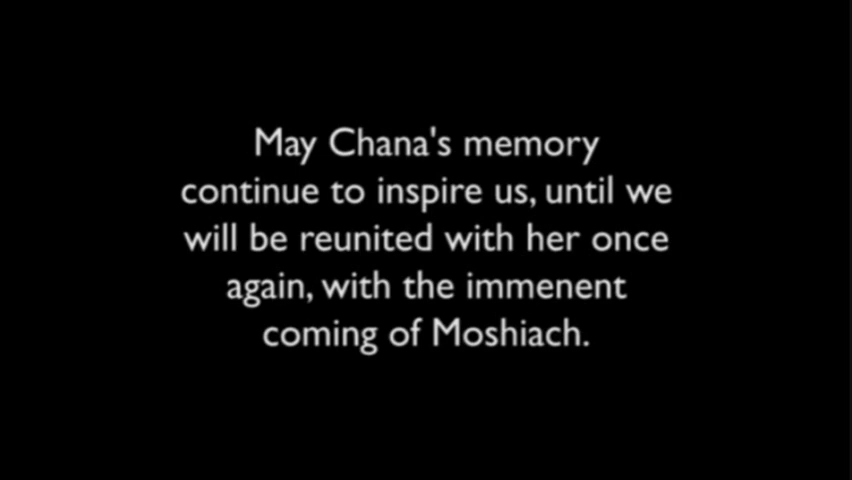 May Chana's memory
continue to inspire us, until we
will be reunited with her once
again, with the immenent
coming of Moshiach.